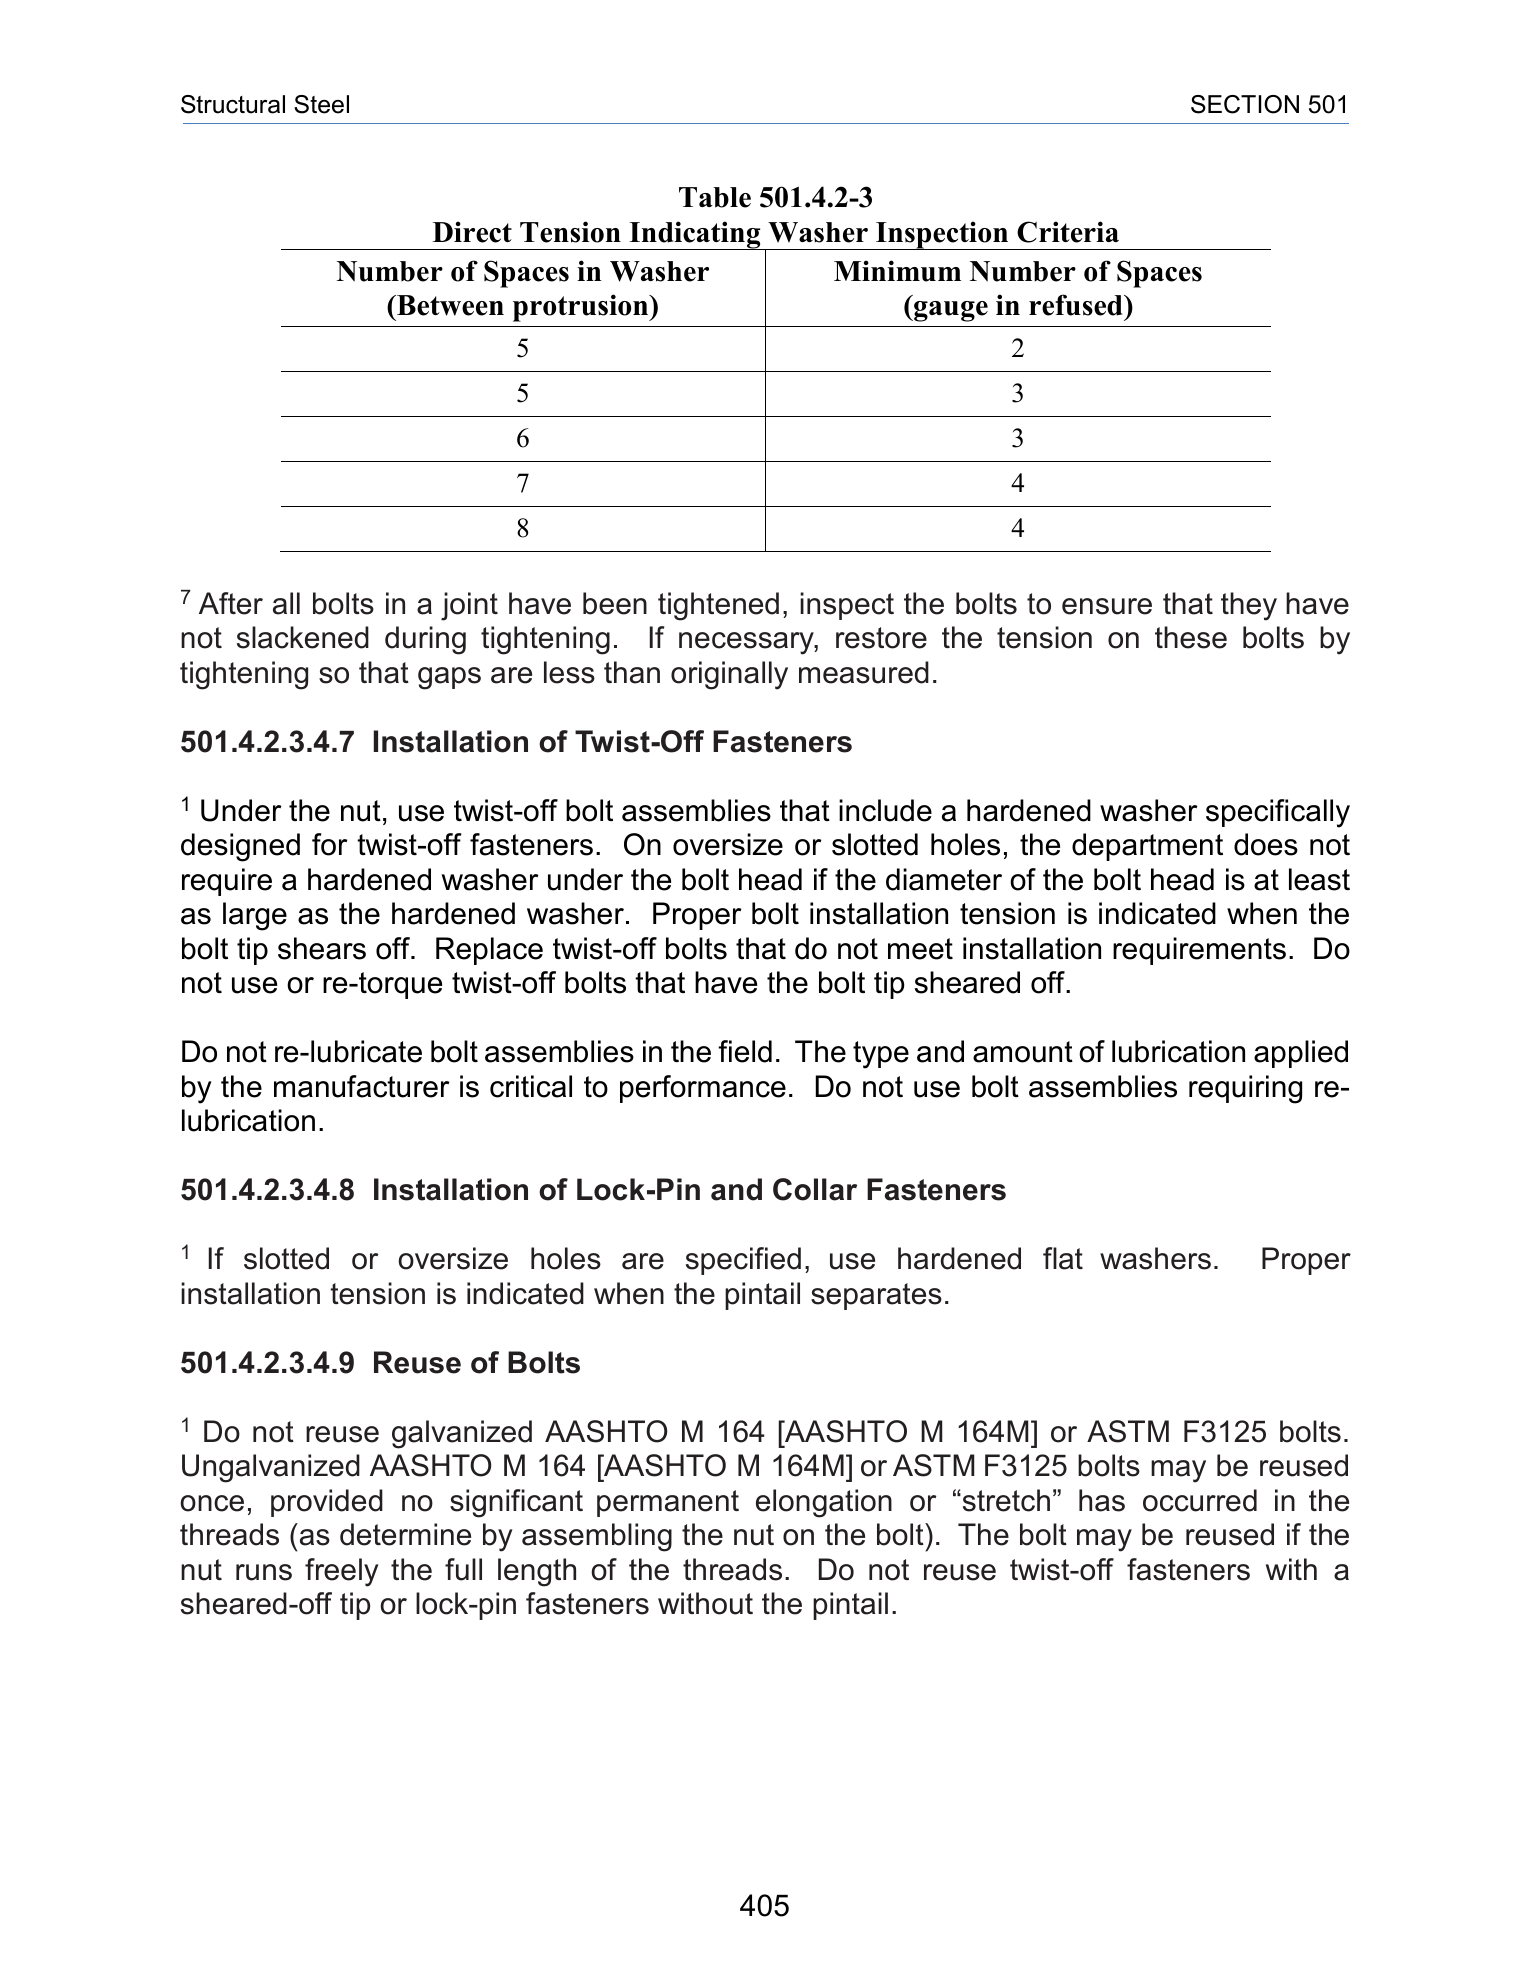 Structural Steel SECTION 501
Table 501.4.2-3
Direct Tension Indicating Washer Inspection Criteria
Number of Spaces in Washer Minimum Number of Spaces
(Between protrusion) (gauge in refused)
5 2
5 3
6 3
7 4
8 4
7 After all bolts in a joint have been tightened, inspect the bolts to ensure that they have
not slackened during tightening. If necessary, restore the tension on these bolts by
tightening so that gaps are less than originally measured.
501.4.2.3.4.7 Installation of Twist-Off Fasteners
1 Under the nut, use twist-off bolt assemblies that include a hardened washer specifically
designed for twist-off fasteners. On oversize or slotted holes, the department does not
require a hardened washer under the bolt head if the diameter of the bolt head is at least
as large as the hardened washer. Proper bolt installation tension is indicated when the
bolt tip shears off. Replace twist-off bolts that do not meet installation requirements. Do
not use or re-torque twist-off bolts that have the bolt tip sheared off.
Do not re-lubricate bolt assemblies in the field. The type and amount of lubrication applied
by the manufacturer is critical to performance. Do not use bolt assemblies requiring re-
lubrication.
501.4.2.3.4.8 Installation of Lock-Pin and Collar Fasteners
1 If slotted or oversize holes are specified, use hardened flat washers. Proper
installation tension is indicated when the pintail separates.
501.4.2.3.4.9 Reuse of Bolts
1 Do not reuse galvanized AASHTO M 164 [AASHTO M 164M] or ASTM F3125 bolts.
Ungalvanized AASHTO M 164 [AASHTO M 164M] or ASTM F3125 bolts may be reused
once, provided no significant permanent elongation or “stretch” has occurred in the
threads (as determine by assembling the nut on the bolt). The bolt may be reused if the
nut runs freely the full length of the threads. Do not reuse twist-off fasteners with a
sheared-off tip or lock-pin fasteners without the pintail.
405